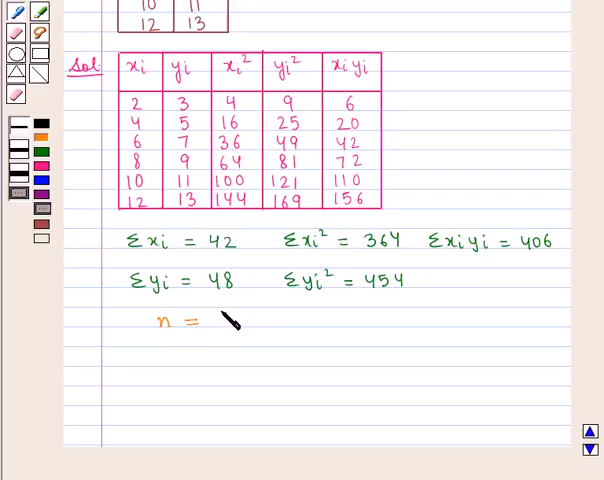 10 11
12 13
Sol:
xi yi xi² yi² xi yi
2 3 4 9 6
4 5 16 25 20
6 7 36 49 42
8 9 64 81 72
10 11 100 121 110
12 13 144 169 156
Σxi = 42 Σxi² = 364 Σxiyi = 406
Σyi = 48 Σyi² = 454
n =